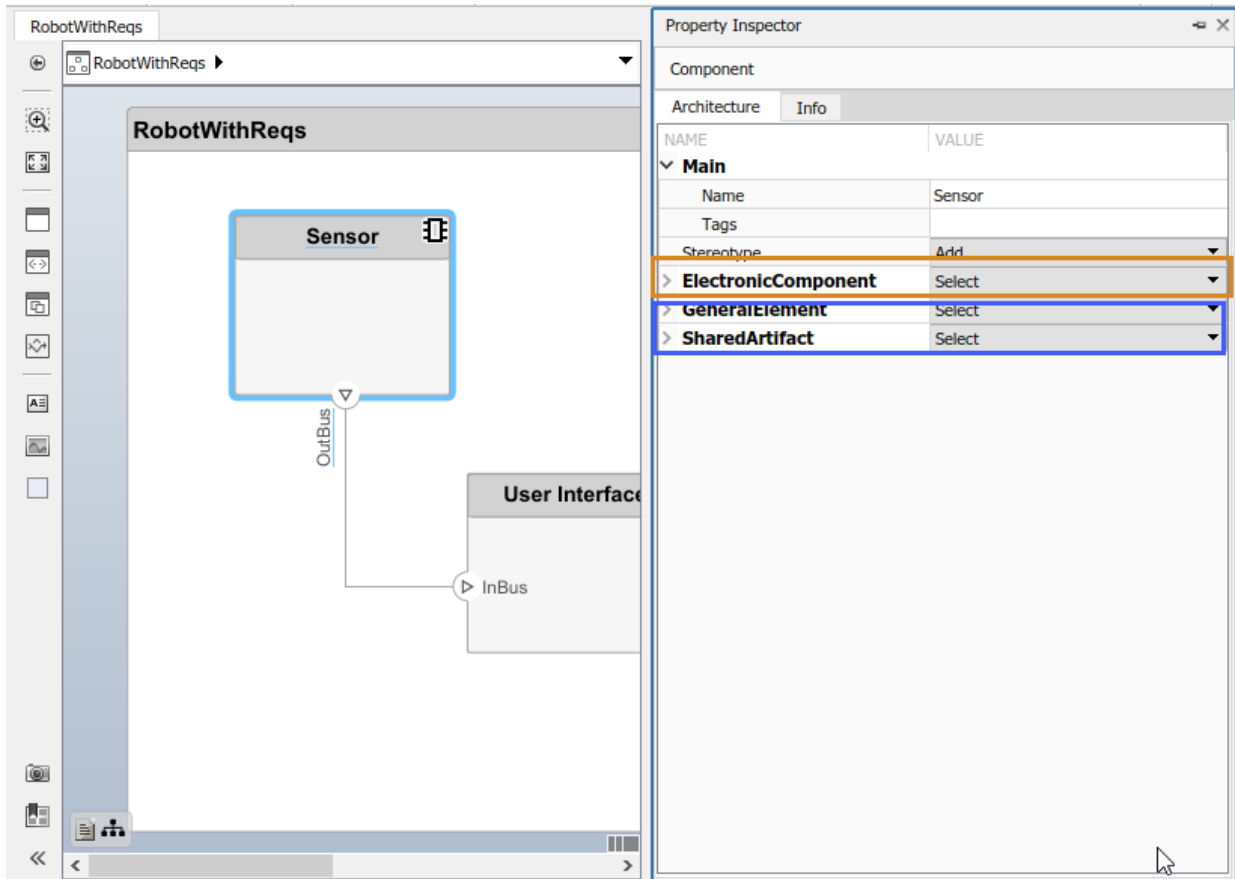 RobotWithReqs
RobotWithReqs
RobotWithReqs
Sensor
OutBus
User Interface
InBus
Property Inspector
Component
Architecture Info
NAME VALUE
Main
Name Sensor
Tags
Stereotype Add
ElectronicComponent Select
GeneralElement Select
SharedArtifact Select